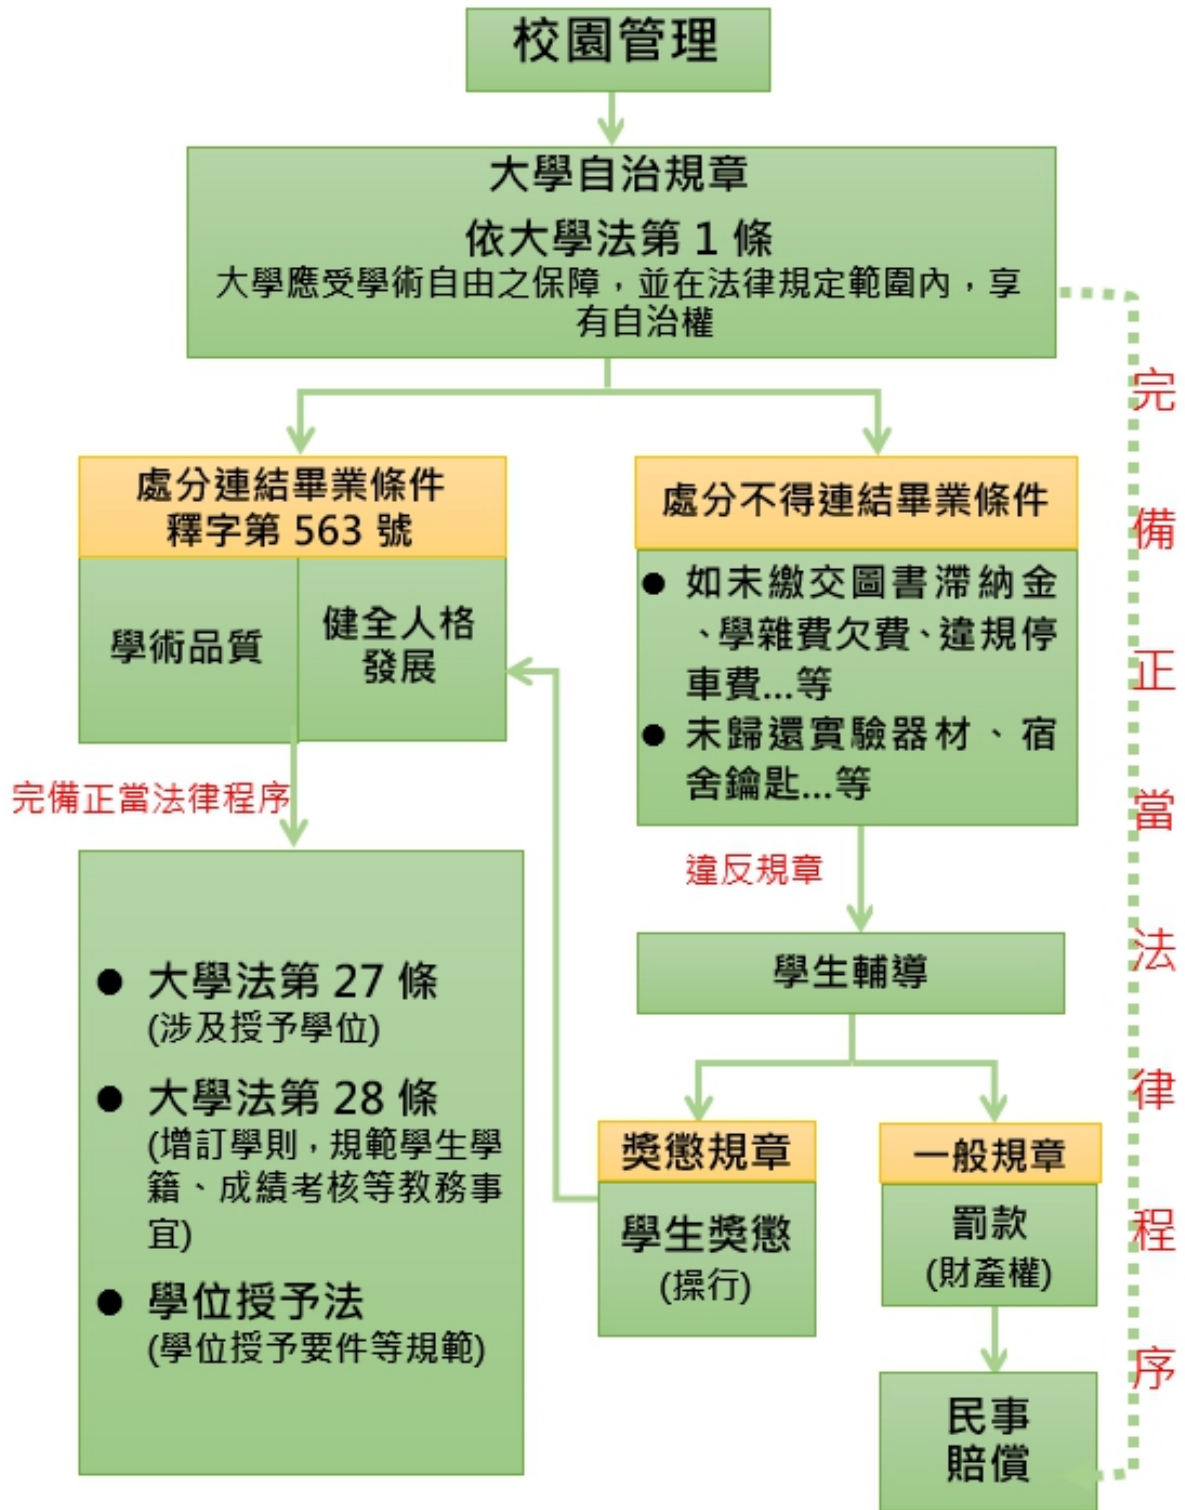 校園管理
大學自治規章
依大學法第 1 條
大學應受學術自由之保障，並在法律規定範圍內，享
有自治權
處分連結畢業條件
釋字第 563 號
學術品質
健全人格
發展
完備正當法律程序
● 大學法第 27 條
(涉及授予學位)
● 大學法第 28 條
(增訂學則，規範學生學
籍、成績考核等教務事
宜)
● 學位授予法
(學位授予要件等規範)
處分不得連結畢業條件
● 如未繳交圖書滯納金
、學雜費欠費、違規停
車費...等
● 未歸還實驗器材、宿
舍鑰匙...等
違反規章
學生輔導
獎懲規章
學生獎懲
(操行)
一般規章
罰款
(財產權)
民事
賠償
完備正當法律程序